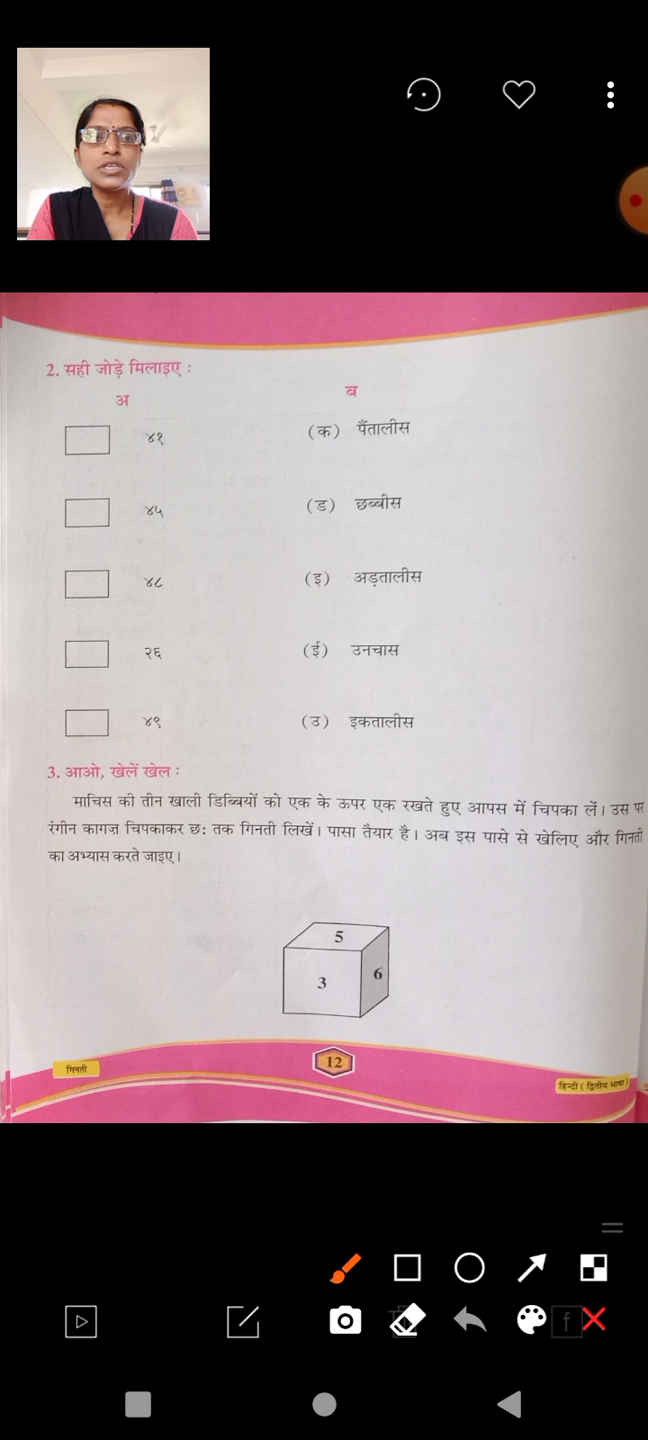 2. सही जोड़े मिलाइए :
अ ब
४१ (क) पैंतालीस
४५ (ड) छब्बीस
४८ (इ) अड़तालीस
२६ (ई) उनचास
४९ (उ) इकतालीस
3. आओ, खेलें खेल :
माचिस की तीन खाली डिब्बियों को एक के ऊपर एक रखते हुए आपस में चिपका लें। उस पर
रंगीन कागज़ चिपकाकर छ: तक गिनती लिखें। पासा तैयार है। अब इस पासे से खेलिए और गिनती
का अभ्यास करते जाइए।
5
3 6
गिनती 12 हिन्दी ( द्वितीय भाषा )
f